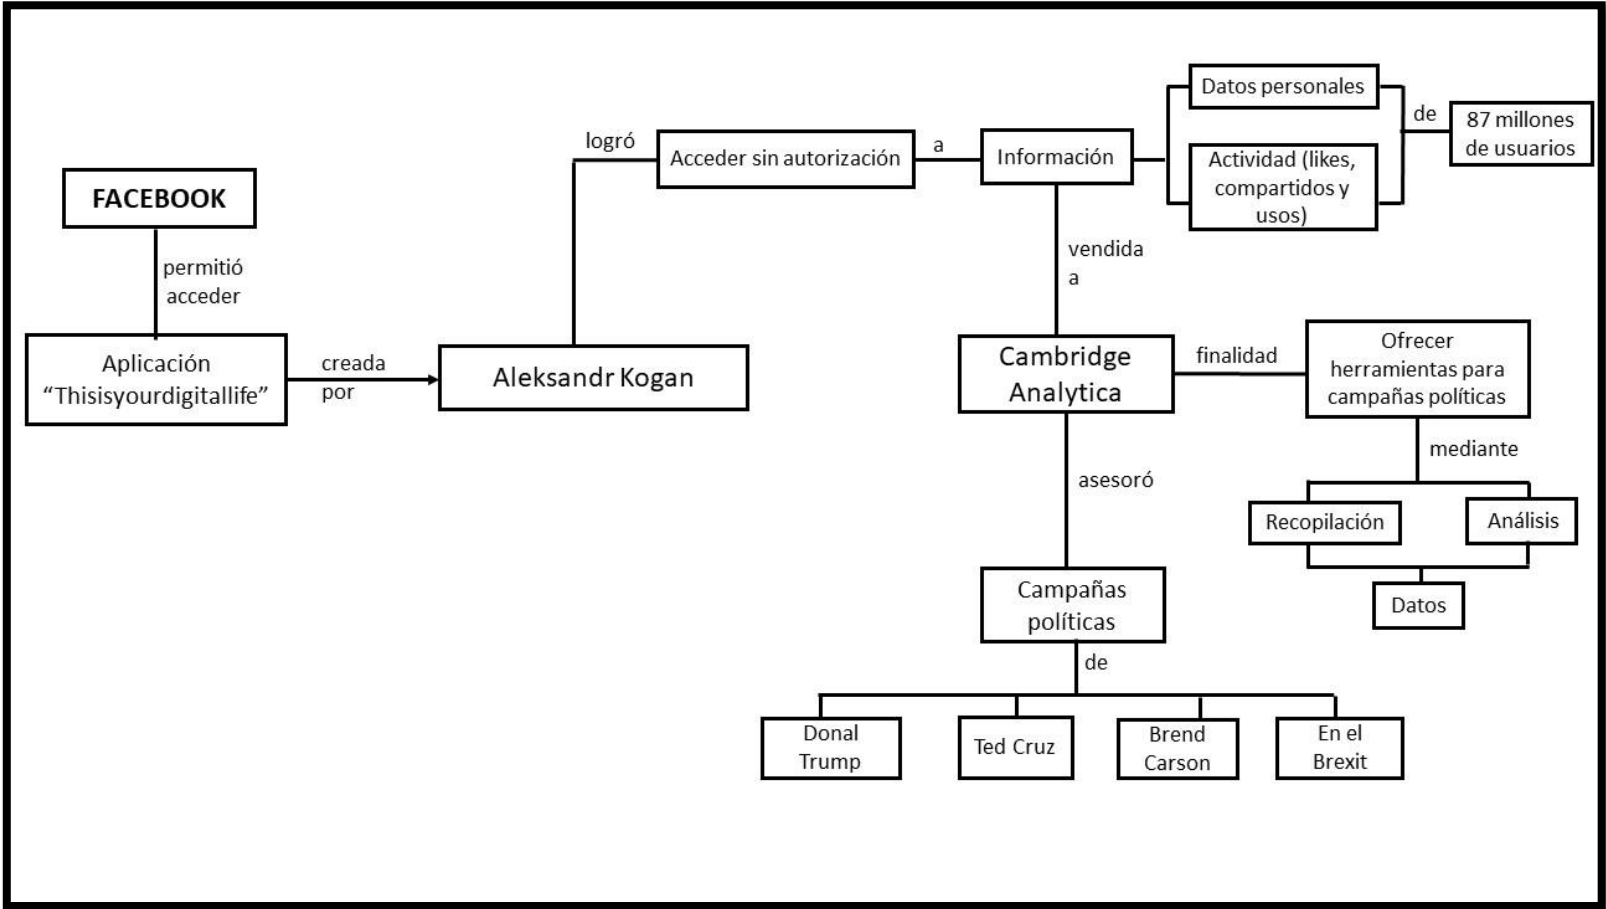 FACEBOOK
permitió
acceder
Aplicación
“Thisisyourdigitallife”
creada
por
Aleksandr Kogan
logró
Acceder sin autorización
a
Información
Datos personales
Actividad (likes,
compartidos y
usos)
de
87 millones
de usuarios
vendida
a
Cambridge
Analytica
finalidad
Ofrecer
herramientas para
campañas políticas
mediante
Recopilación
Análisis
Datos
asesoró
Campañas
políticas
de
Donal
Trump
Ted Cruz
Brend
Carson
En el
Brexit